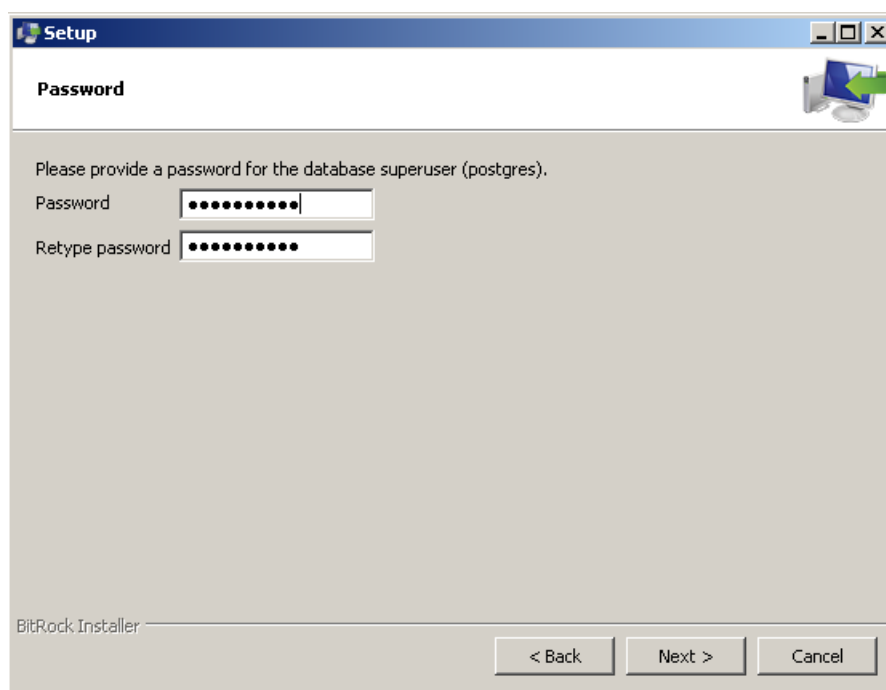 Setup
Password
Please provide a password for the database superuser (postgres).
Password ●●●●●●●●●●
Retype password ●●●●●●●●●●
BitRock Installer
< Back Next > Cancel